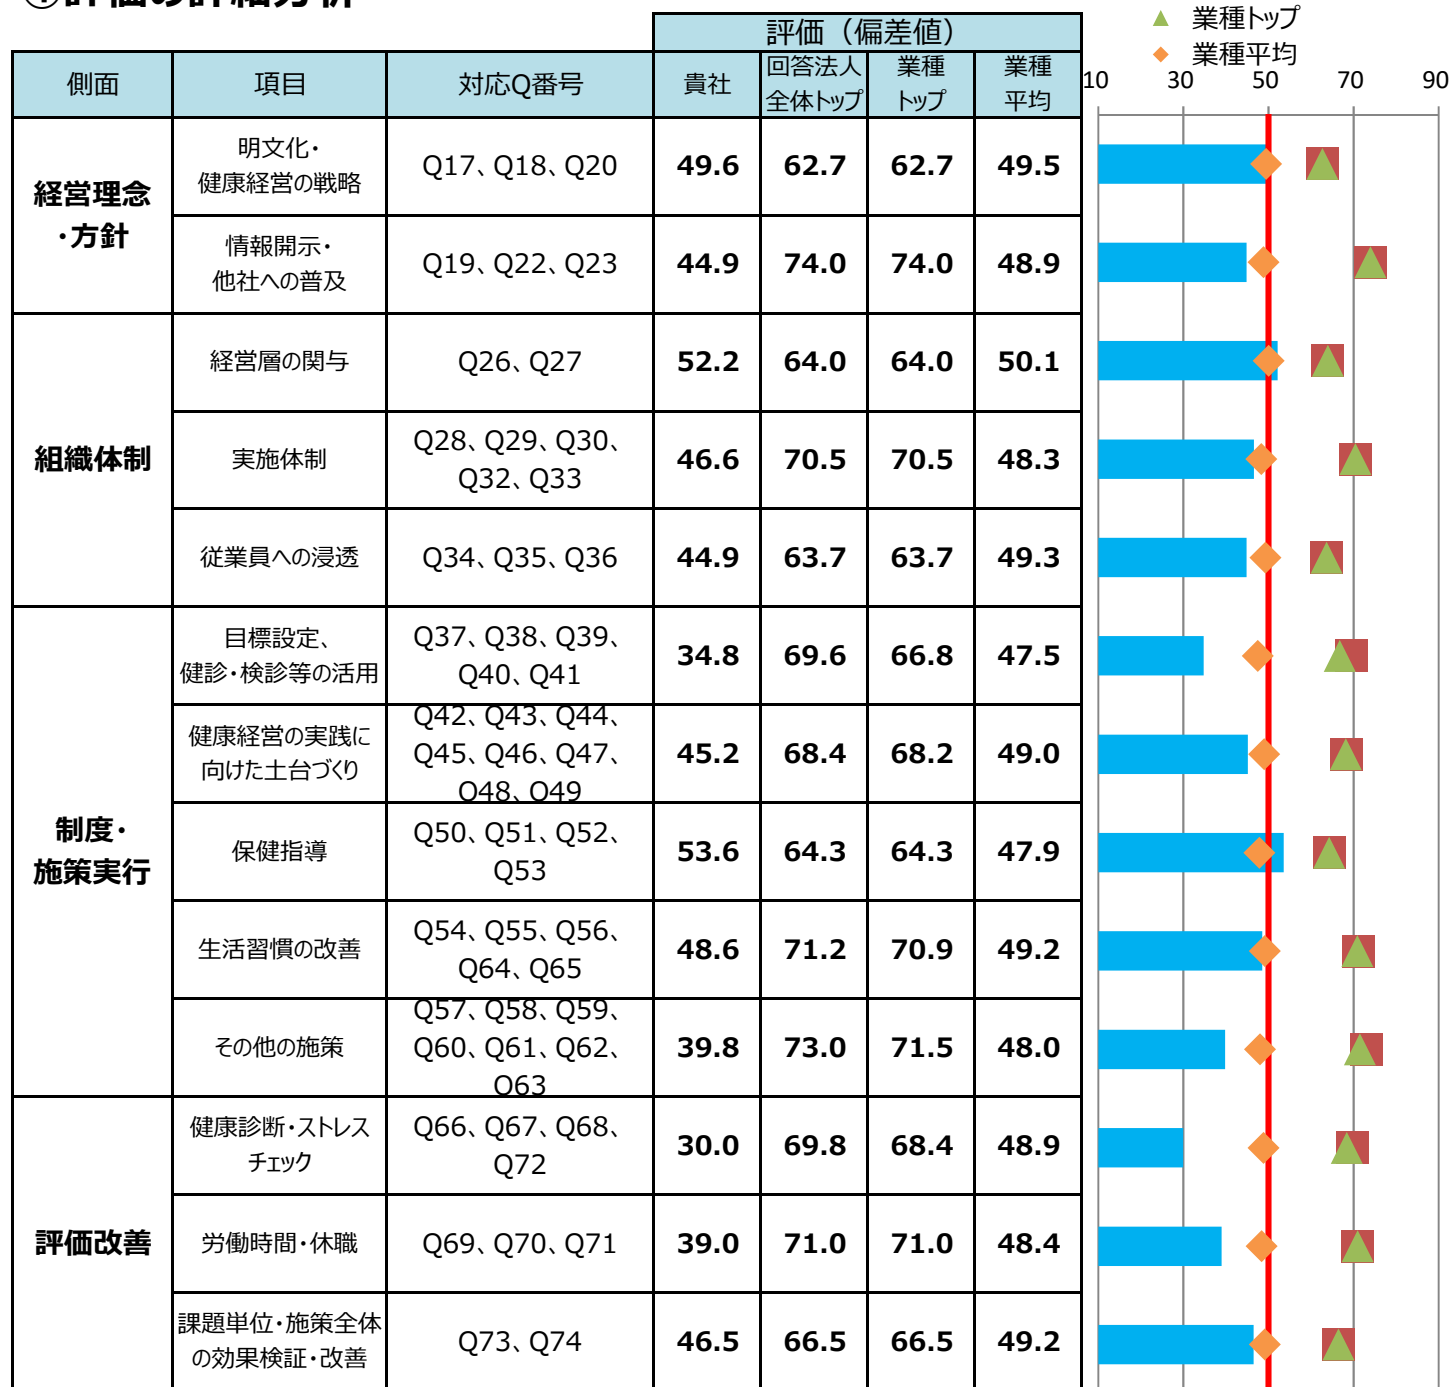 ①評価の詳細分析
業種トップ
業種平均
評価（偏差値）
側面 項目 対応Q番号 貴社 回答法人全体トップ 業種トップ 業種平均
10 30 50 70 90
経営理念・方針
明文化・
健康経営の戦略
Q17、Q18、Q20
49.6 62.7 62.7 49.5
情報開示・
他社への普及
Q19、Q22、Q23
44.9 74.0 74.0 48.9
組織体制
経営層の関与
Q26、Q27
52.2 64.0 64.0 50.1
実施体制
Q28、Q29、Q30、
Q32、Q33
46.6 70.5 70.5 48.3
従業員への浸透
Q34、Q35、Q36
44.9 63.7 63.7 49.3
制度・
施策実行
目標設定、
健診・検診等の活用
Q37、Q38、Q39、
Q40、Q41
34.8 69.6 66.8 47.5
健康経営の実践に
向けた土台づくり
Q42、Q43、Q44、
Q45、Q46、Q47、
Q48、Q49
45.2 68.4 68.2 49.0
保健指導
Q50、Q51、Q52、
Q53
53.6 64.3 64.3 47.9
生活習慣の改善
Q54、Q55、Q56、
Q64、Q65
48.6 71.2 70.9 49.2
その他の施策
Q57、Q58、Q59、
Q60、Q61、Q62、
Q63
39.8 73.0 71.5 48.0
評価改善
健康診断・ストレス
チェック
Q66、Q67、Q68、
Q72
30.0 69.8 68.4 48.9
労働時間・休職
Q69、Q70、Q71
39.0 71.0 71.0 48.4
課題単位・施策全体
の効果検証・改善
Q73、Q74
46.5 66.5 66.5 49.2